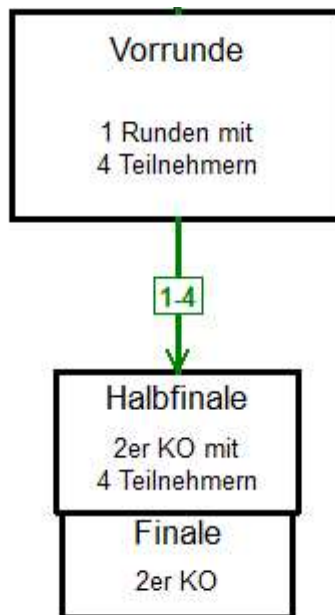 Vorrunde
1 Runden mit
4 Teilnehmern
1-4
Halbfinale
2er KO mit
4 Teilnehmern
Finale
2er KO